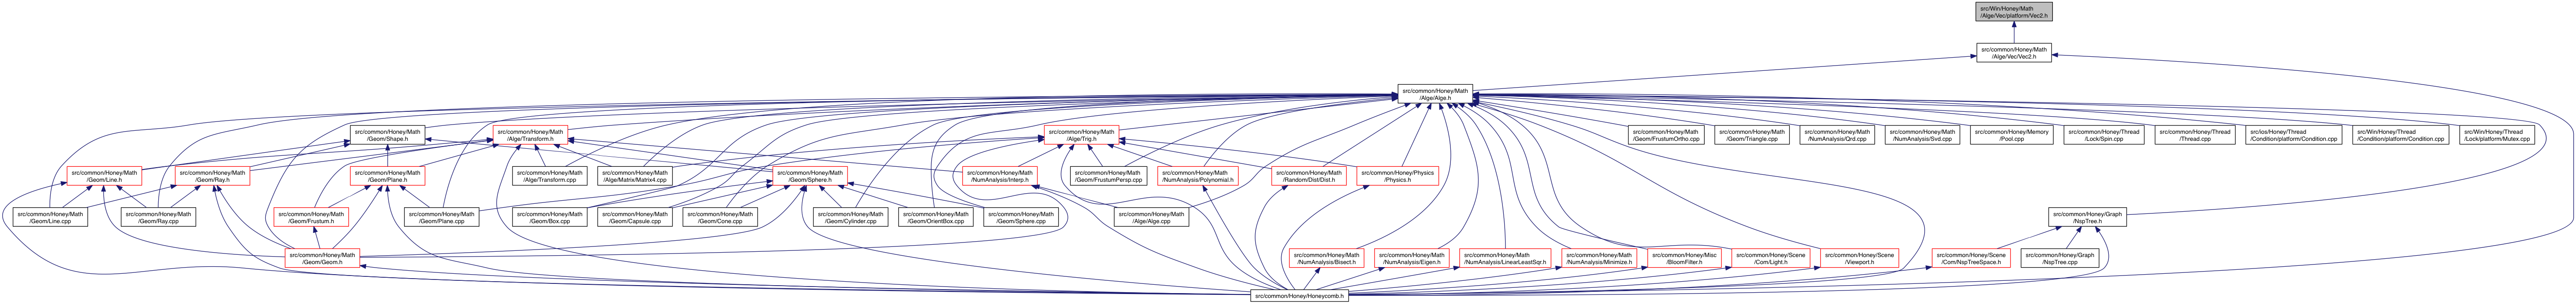 src/Win/Honey/Math
/Alge/Vec/platform/Vec2.h
src/common/Honey/Math
/Alge/Vec/Vec2.h
src/common/Honey/Math
/Alge/Alge.h
src/common/Honey/Math
/Geom/Shape.h
src/common/Honey/Math
/Alge/Transform.h
src/common/Honey/Math
/Alge/Trig.h
src/common/Honey/Math
/Geom/FrustumOrtho.cpp
src/common/Honey/Math
/Geom/Triangle.cpp
src/common/Honey/Math
/NumAnalysis/Qrd.cpp
src/common/Honey/Math
/NumAnalysis/Svd.cpp
src/common/Honey/Memory
/Pool.cpp
src/common/Honey/Thread
/Lock/Spin.cpp
src/common/Honey/Thread
/Thread.cpp
src/ios/Honey/Thread
/Condition/platform/Condition.cpp
src/Win/Honey/Thread
/Condition/platform/Condition.cpp
src/Win/Honey/Thread
/Lock/platform/Mutex.cpp
src/common/Honey/Math
/Geom/Line.h
src/common/Honey/Math
/Geom/Ray.h
src/common/Honey/Math
/Geom/Plane.h
src/common/Honey/Math
/Alge/Transform.cpp
src/common/Honey/Math
/Alge/Matrix/Matrix4.cpp
src/common/Honey/Math
/Geom/Sphere.h
src/common/Honey/Math
/NumAnalysis/Interp.h
src/common/Honey/Math
/Geom/FrustumPersp.cpp
src/common/Honey/Math
/NumAnalysis/Polynomial.h
src/common/Honey/Math
/Random/Dist/Dist.h
src/common/Honey/Physics
/Physics.h
src/common/Honey/Math
/Geom/Line.cpp
src/common/Honey/Math
/Geom/Ray.cpp
src/common/Honey/Math
/Geom/Frustum.h
src/common/Honey/Math
/Geom/Plane.cpp
src/common/Honey/Math
/Geom/Box.cpp
src/common/Honey/Math
/Geom/Capsule.cpp
src/common/Honey/Math
/Geom/Cone.cpp
src/common/Honey/Math
/Geom/Cylinder.cpp
src/common/Honey/Math
/Geom/OrientBox.cpp
src/common/Honey/Math
/Geom/Sphere.cpp
src/common/Honey/Math
/Alge/Alge.cpp
src/common/Honey/Graph
/NspTree.h
src/common/Honey/Math
/Geom/Geom.h
src/common/Honey/Math
/NumAnalysis/Bisect.h
src/common/Honey/Math
/NumAnalysis/Eigen.h
src/common/Honey/Math
/NumAnalysis/LinearLeastSqr.h
src/common/Honey/Math
/NumAnalysis/Minimize.h
src/common/Honey/Misc
/BloomFilter.h
src/common/Honey/Scene
/Com/Light.h
src/common/Honey/Scene
/Viewport.h
src/common/Honey/Scene
/Com/NspTreeSpace.h
src/common/Honey/Graph
/NspTree.cpp
src/common/Honey/Honeycomb.h